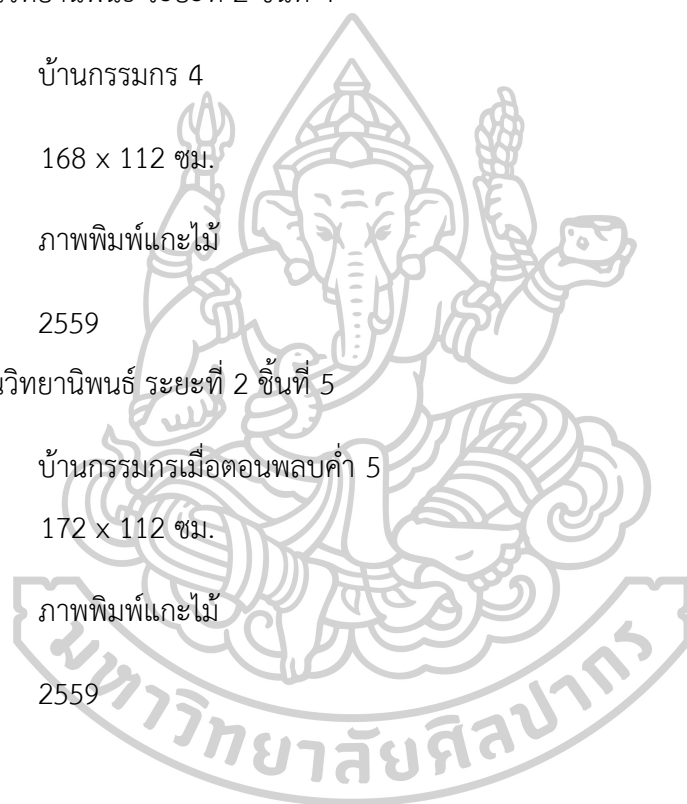 บ้านกรรมกร 4
168 x 112 ซม.
ภาพพิมพ์แกะไม้
2559
วิทยานิพนธ์ ระยะที่ 2 ชิ้นที่ 5
บ้านกรรมกรเมื่อตอนพลบค่ำ 5
172 x 112 ซม.
ภาพพิมพ์แกะไม้
2559
มหาวิทยาลัยศิลปากร